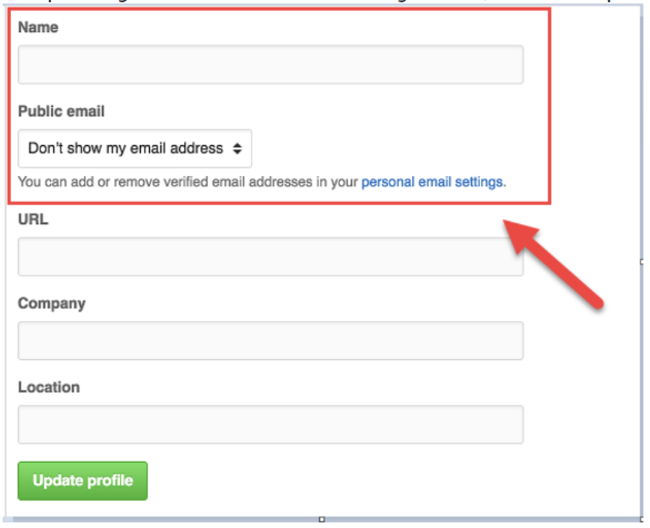 Name
Public email
Don't show my email address
You can add or remove verified email addresses in your personal email settings.
URL
Company
Location
Update profile